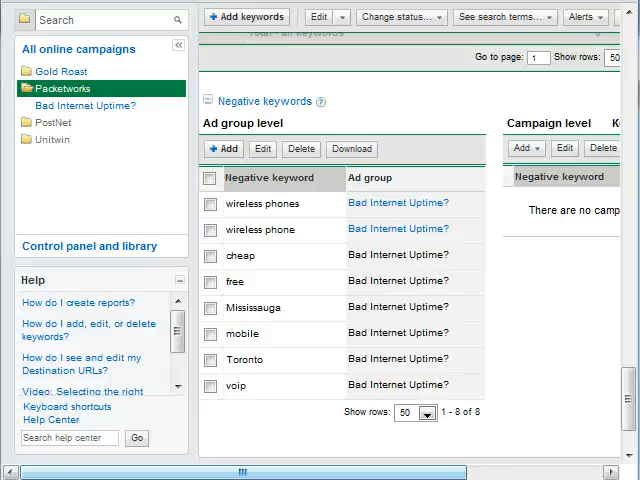 Search
+ Add keywords
Edit
Change status...
See search terms...
Alerts
Total - all keywords
0
Go to page: 1 Show rows: 50
All online campaigns
Gold Roast
Packetworks
Bad Internet Uptime?
PostNet
Unitwin
Control panel and library
Help
How do I create reports?
How do I add, edit, or delete
keywords?
How do I see and edit my
Destination URLs?
Video: Selecting the right
Keyboard shortcuts
Help Center
Search help center
Go
Negative keywords ?
Ad group level
+ Add
Edit
Delete
Download
Negative keyword Ad group
wireless phones Bad Internet Uptime?
wireless phone Bad Internet Uptime?
cheap Bad Internet Uptime?
free Bad Internet Uptime?
Mississauga Bad Internet Uptime?
mobile Bad Internet Uptime?
Toronto Bad Internet Uptime?
voip Bad Internet Uptime?
Show rows: 50 1 - 8 of 8
Campaign level
Add
Edit
Delete
Negative keyword
There are no camp